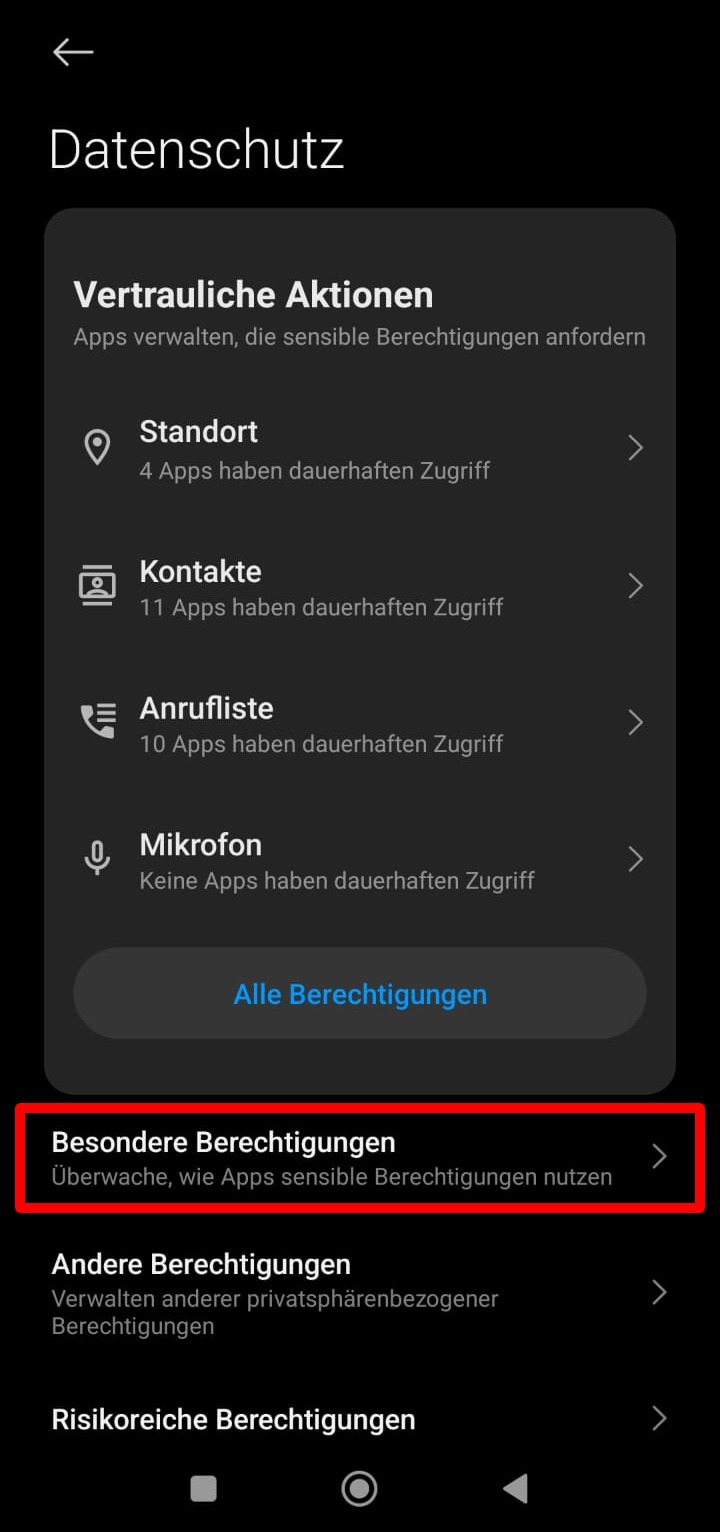 Datenschutz
Vertrauliche Aktionen
Apps verwalten, die sensible Berechtigungen anfordern
Standort
4 Apps haben dauerhaften Zugriff
Kontakte
11 Apps haben dauerhaften Zugriff
Anrufliste
10 Apps haben dauerhaften Zugriff
Mikrofon
Keine Apps haben dauerhaften Zugriff
Alle Berechtigungen
Besondere Berechtigungen
Überwache, wie Apps sensible Berechtigungen nutzen
Andere Berechtigungen
Verwalten anderer privatsphärenbezogener
Berechtigungen
Risikoreiche Berechtigungen